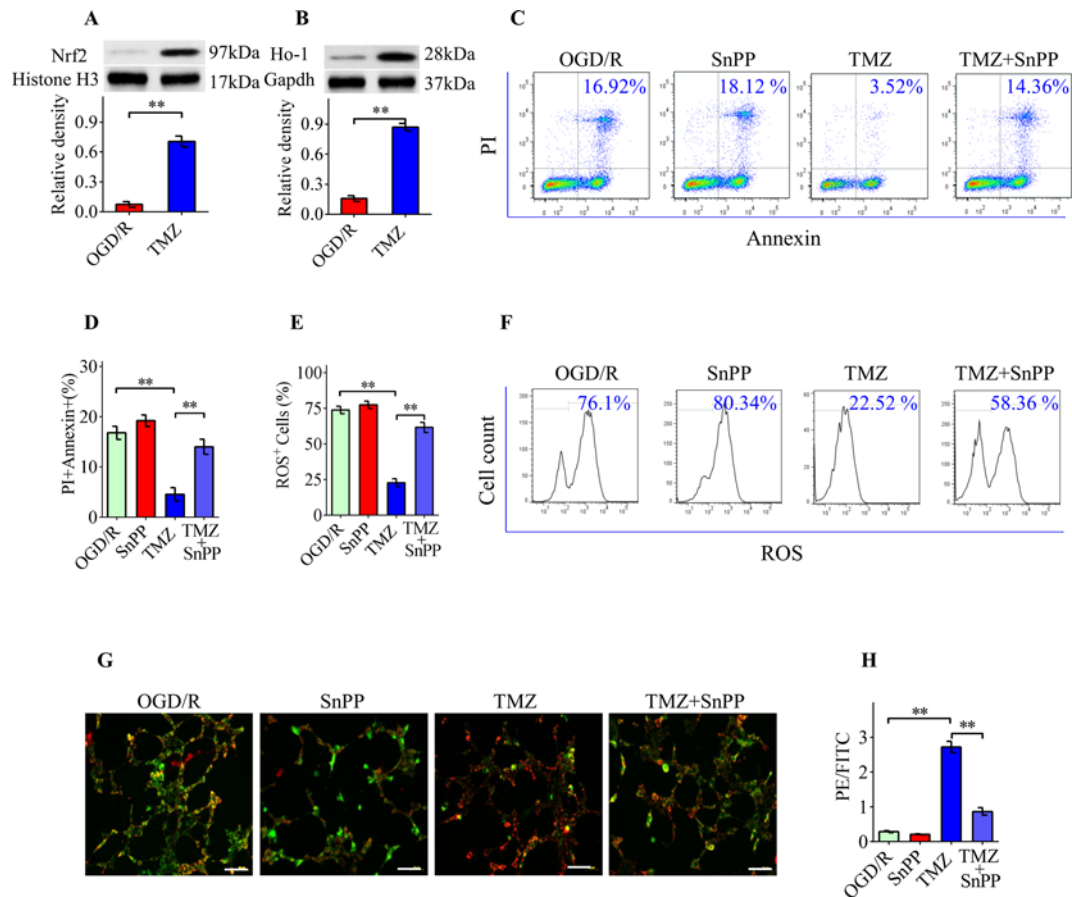 A
Nrf2
97kDa
Histone H3
17kDa
**
Relative density
0.9
0.6
0.3
0.0
OGD/R
TMZ
B
Ho-1
28kDa
Gapdh
37kDa
**
Relative density
0.9
0.6
0.3
0.0
OGD/R
TMZ
C
OGD/R
SnPP
TMZ
TMZ+SnPP
16.92%
18.12 %
3.52%
14.36%
PI
Annexin
D
PI+Annexin+(%)
30
20
10
0
**
**
OGD/R
SnPP
TMZ
TMZ
+
SnPP
E
ROS+ Cells (%)
100
75
50
25
0
**
**
OGD/R
SnPP
TMZ
TMZ
+
SnPP
F
OGD/R
SnPP
TMZ
TMZ+SnPP
76.1%
80.34%
22.52 %
58.36 %
Cell count
ROS
G
OGD/R
SnPP
TMZ
TMZ+SnPP
H
PE/FITC
3
2
1
0
**
**
OGD/R
SnPP
TMZ
TMZ
+
SnPP